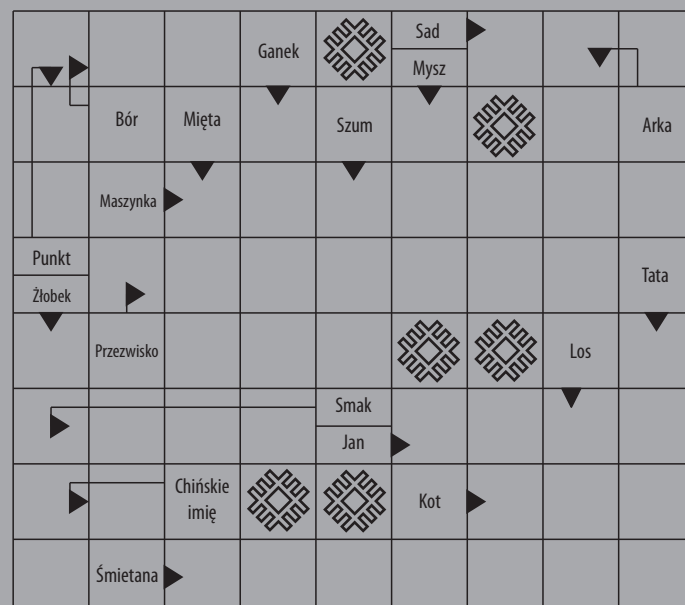 Ganek
Sad
Mysz
Bór
Mięta
Szum
Arka
Maszynka
Punkt
Żłobek
Tata
Przezwisko
Los
Smak
Jan
Chińskie
imię
Kot
Śmietana